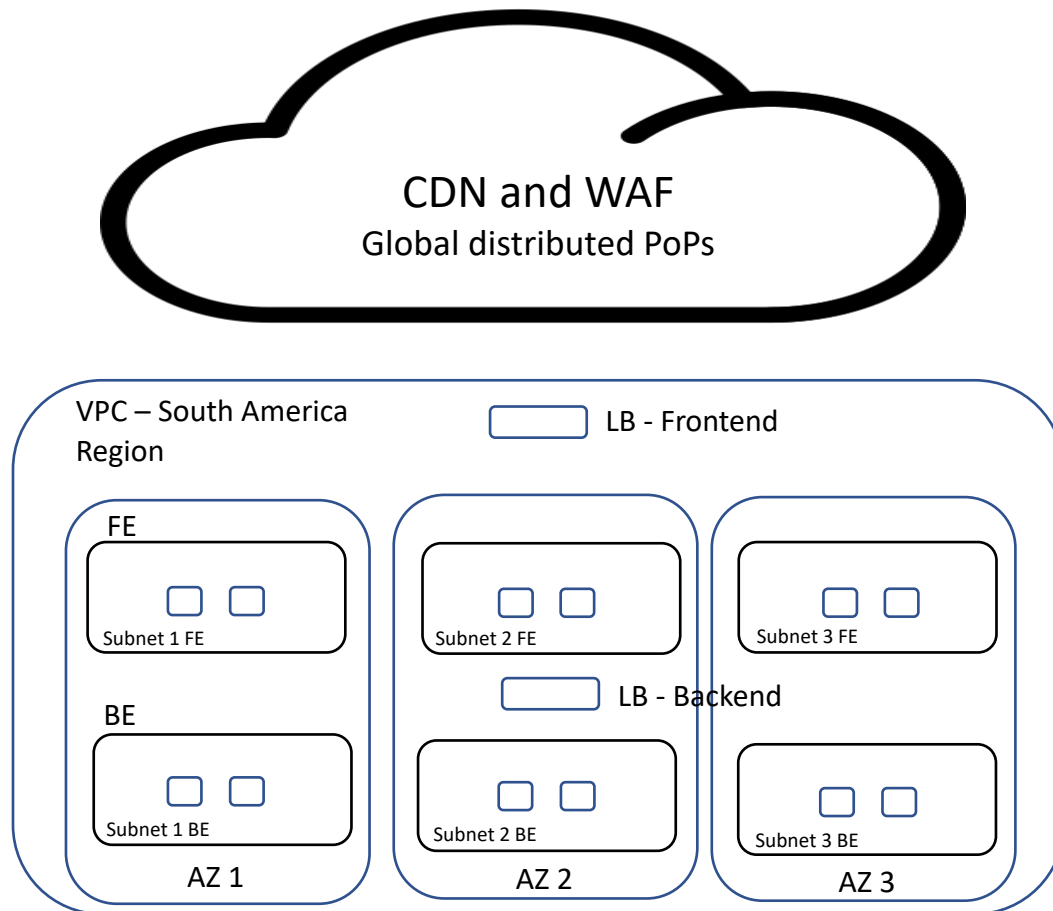 CDN and WAF
Global distributed PoPs
VPC – South America
Region
LB - Frontend
FE
Subnet 1 FE
Subnet 2 FE
Subnet 3 FE
LB - Backend
BE
Subnet 1 BE
Subnet 2 BE
Subnet 3 BE
AZ 1
AZ 2
AZ 3